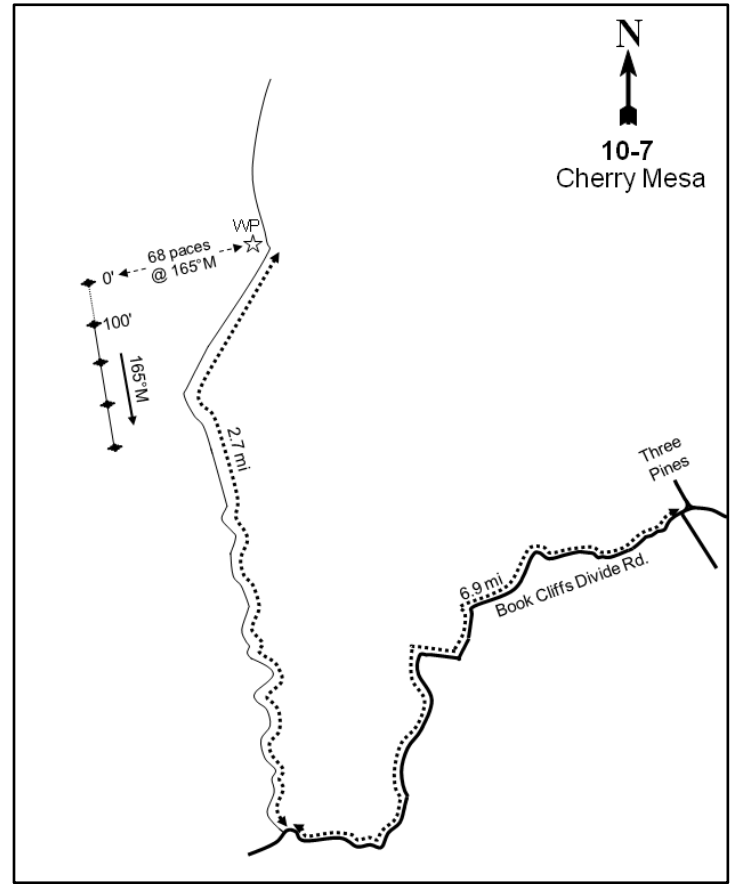 N
10-7
Cherry Mesa
WP
68 paces
@ 165°M
0'
100'
165°M
2.7 mi
Three
Pines
6.9 mi
Book Cliffs Divide Rd.